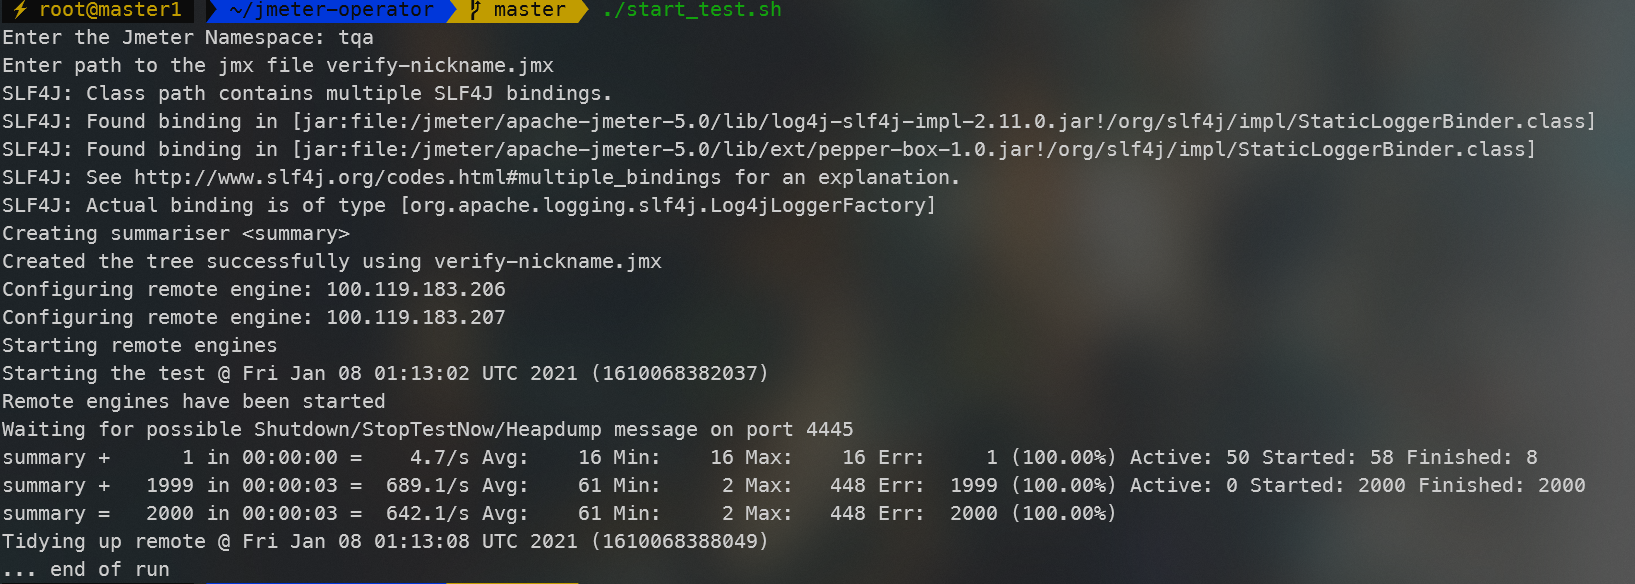 ⚡ root@master1 ~/jmeter-operator master ./start_test.sh
Enter the Jmeter Namespace: tqa
Enter path to the jmx file verify-nickname.jmx
SLF4J: Class path contains multiple SLF4J bindings.
SLF4J: Found binding in [jar:file:/jmeter/apache-jmeter-5.0/lib/log4j-slf4j-impl-2.11.0.jar!/org/slf4j/impl/StaticLoggerBinder.class]
SLF4J: Found binding in [jar:file:/jmeter/apache-jmeter-5.0/lib/ext/pepper-box-1.0.jar!/org/slf4j/impl/StaticLoggerBinder.class]
SLF4J: See http://www.slf4j.org/codes.html#multiple_bindings for an explanation.
SLF4J: Actual binding is of type [org.apache.logging.slf4j.Log4jLoggerFactory]
Creating summariser <summary>
Created the tree successfully using verify-nickname.jmx
Configuring remote engine: 100.119.183.206
Configuring remote engine: 100.119.183.207
Starting remote engines
Starting the test @ Fri Jan 08 01:13:02 UTC 2021 (1610068382037)
Remote engines have been started
Waiting for possible Shutdown/StopTestNow/Heapdump message on port 4445
summary +      1 in 00:00:00 =    4.7/s Avg:    16 Min:    16 Max:    16 Err:     1 (100.00%) Active: 50 Started: 58 Finished: 8
summary +   1999 in 00:00:03 =  689.1/s Avg:    61 Min:     2 Max:   448 Err:  1999 (100.00%) Active: 0 Started: 2000 Finished: 2000
summary =   2000 in 00:00:03 =  642.1/s Avg:    61 Min:     2 Max:   448 Err:  2000 (100.00%)
Tidying up remote @ Fri Jan 08 01:13:08 UTC 2021 (1610068388049)
... end of run